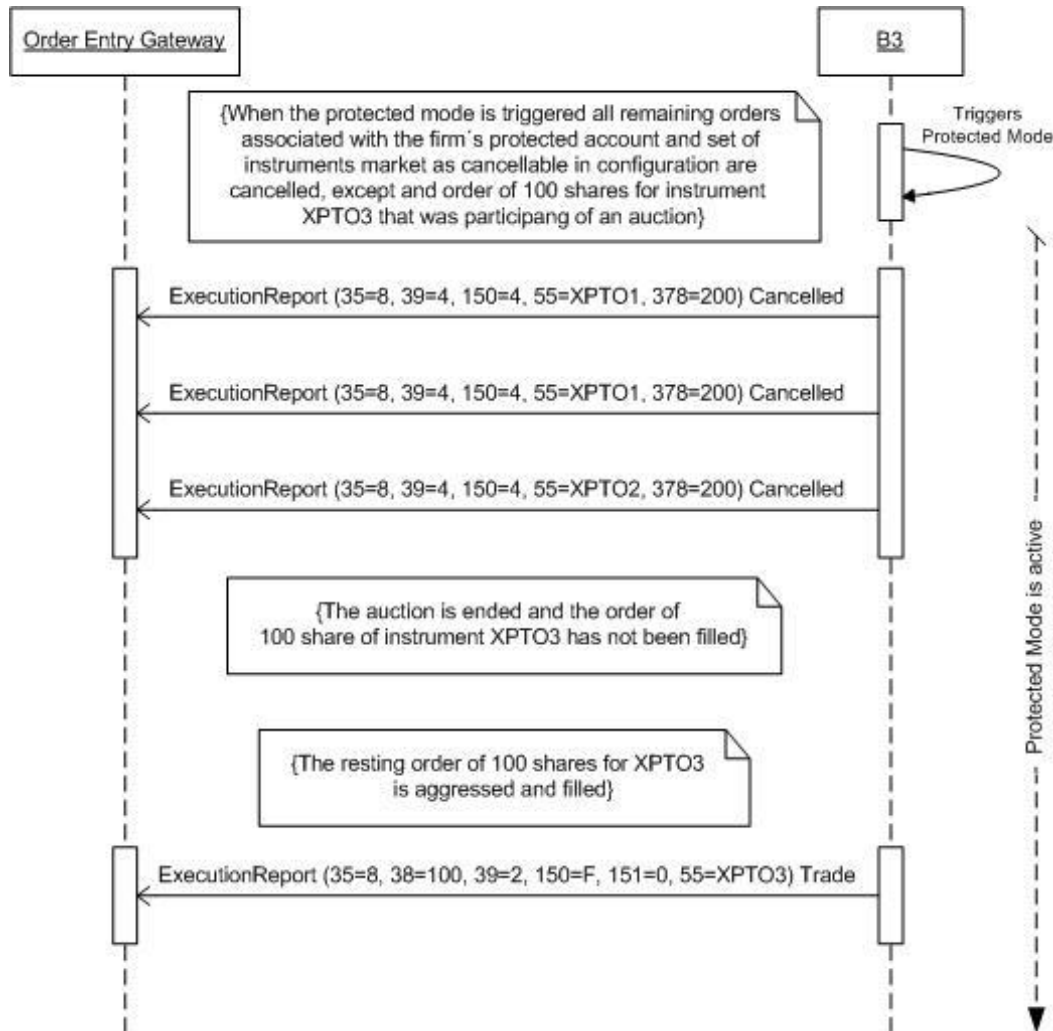 Order Entry Gateway
B3
{When the protected mode is triggered all remaining orders
associated with the firm´s protected account and set of
instruments market as cancellable in configuration are
cancelled, except and order of 100 shares for instrument
XPTO3 that was participang of an auction}
Triggers
Protected Mode
ExecutionReport (35=8, 39=4, 150=4, 55=XPTO1, 378=200) Cancelled
ExecutionReport (35=8, 39=4, 150=4, 55=XPTO1, 378=200) Cancelled
ExecutionReport (35=8, 39=4, 150=4, 55=XPTO2, 378=200) Cancelled
{The auction is ended and the order of
100 share of instrument XPTO3 has not been filled}
Protected Mode is active
{The resting order of 100 shares for XPTO3
is aggressed and filled}
ExecutionReport (35=8, 38=100, 39=2, 150=F, 151=0, 55=XPTO3) Trade